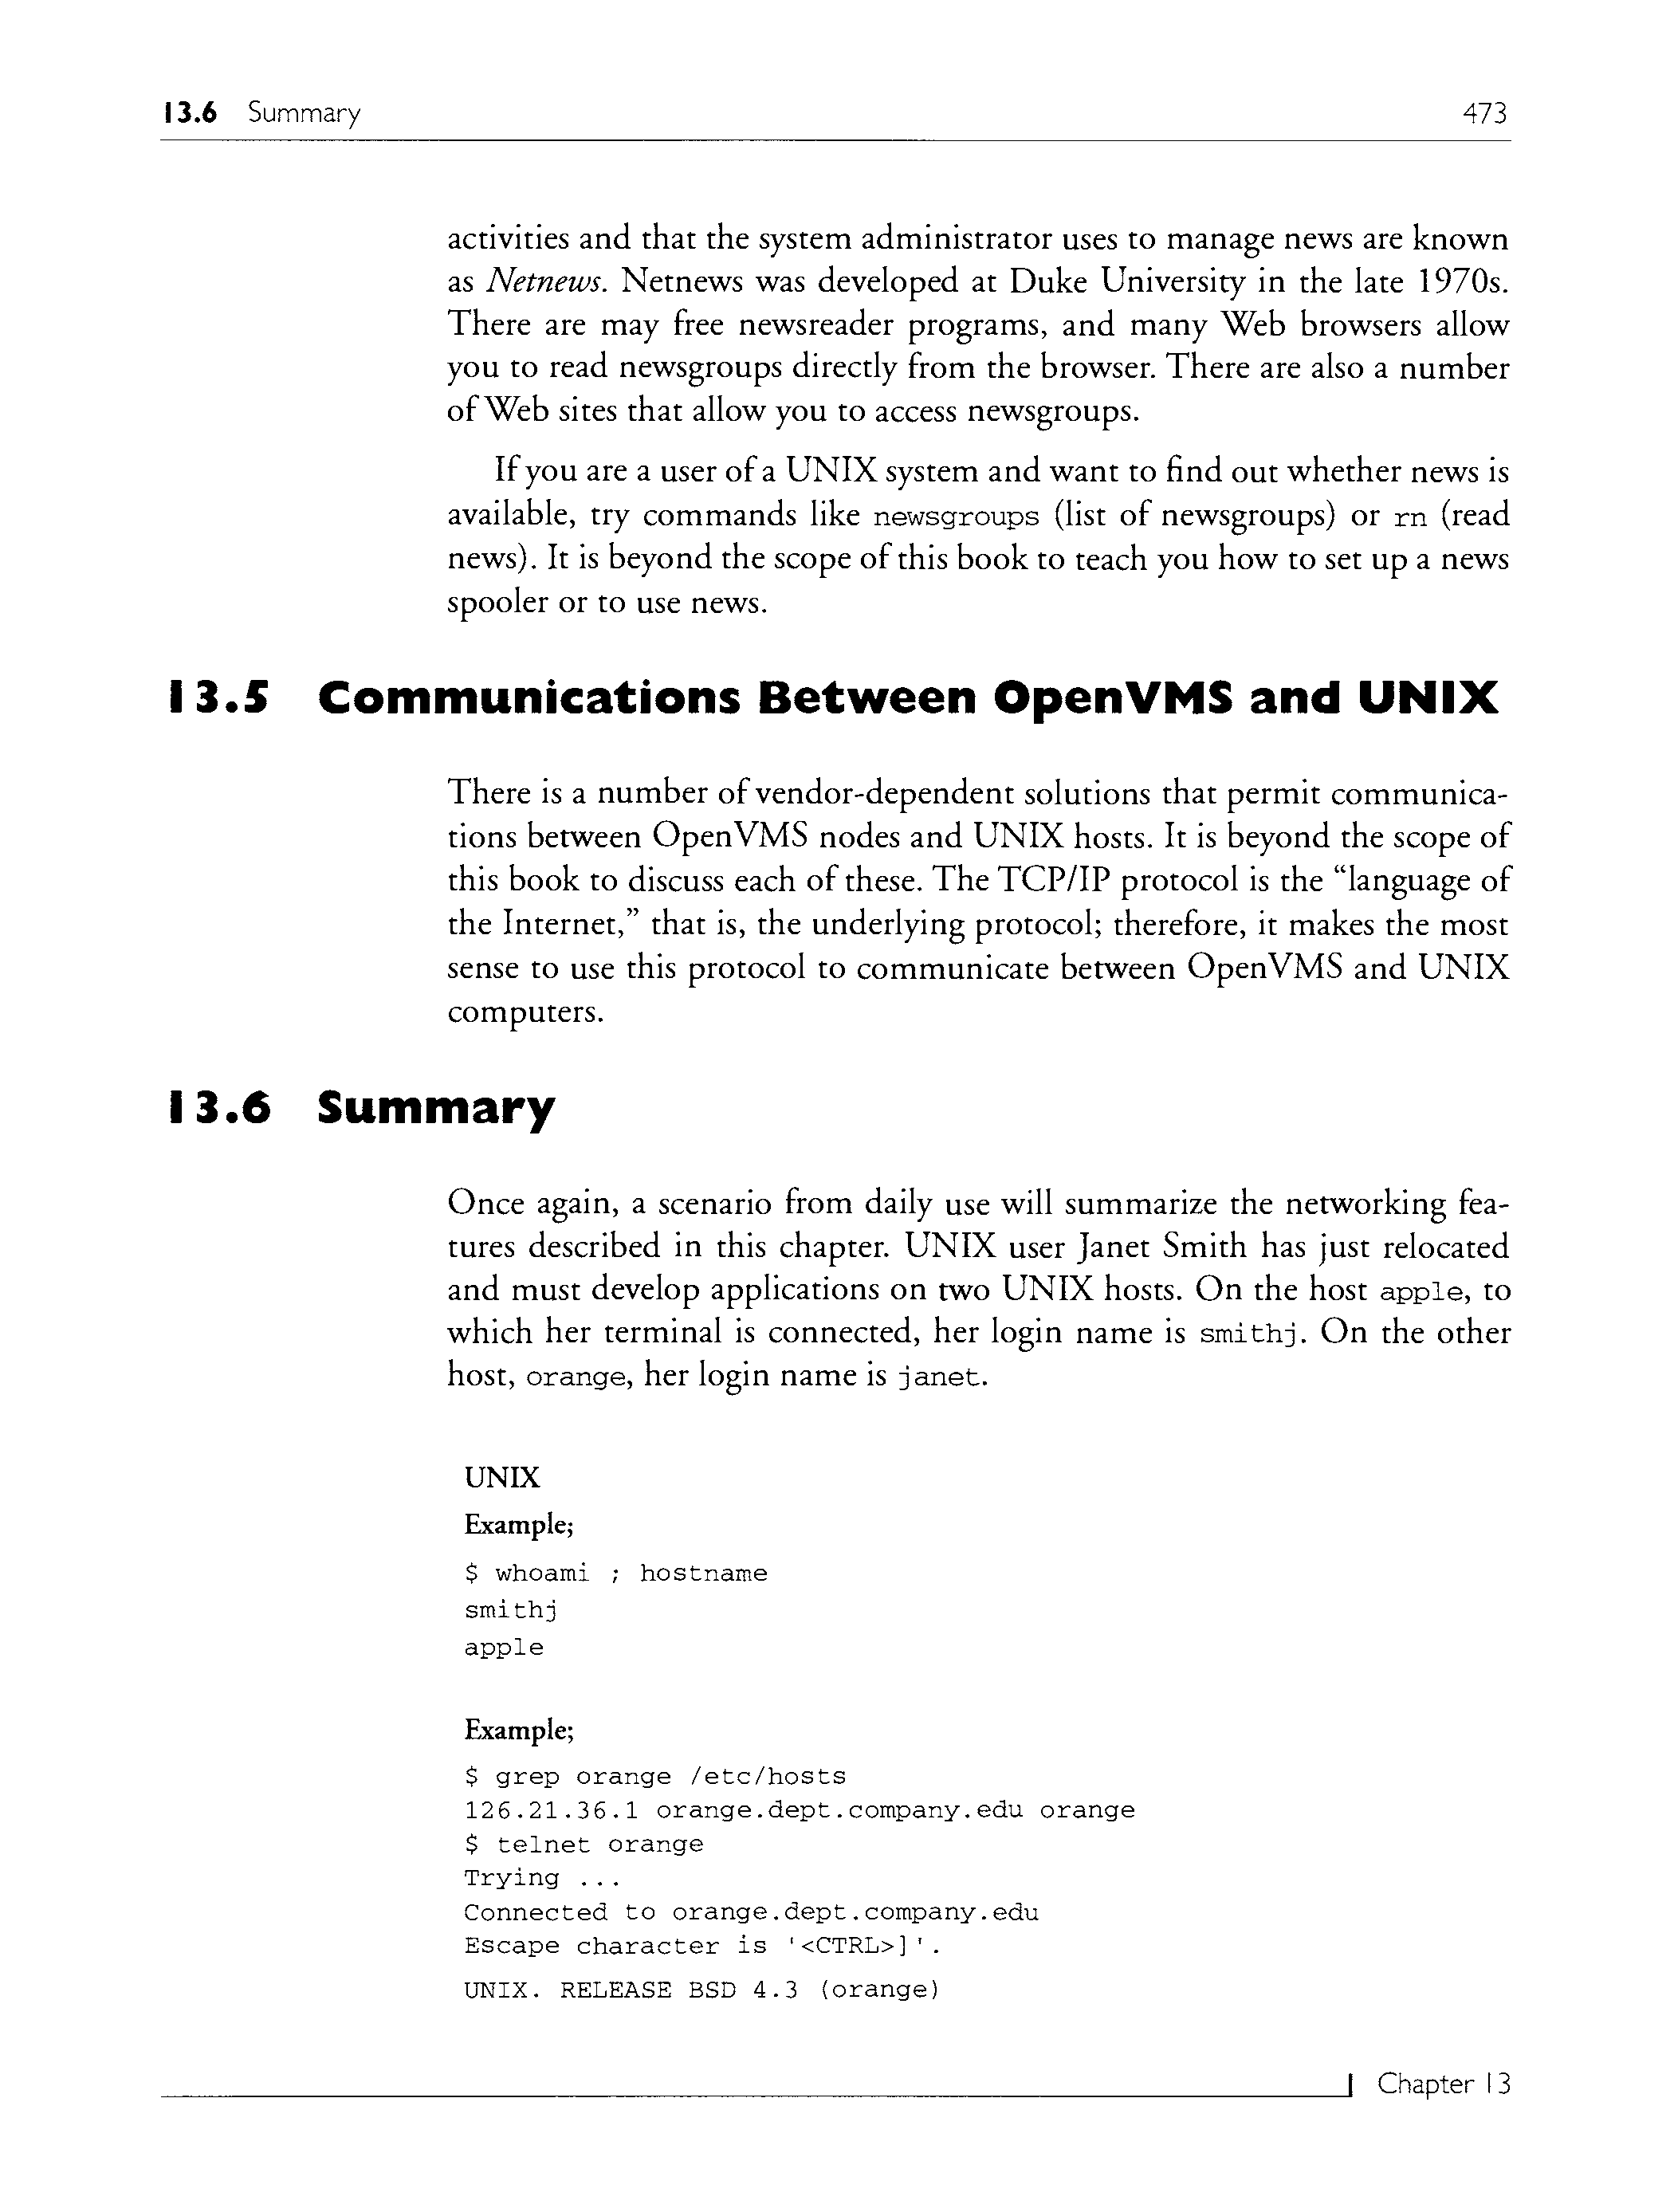 13.6 Summary 473
activities and that the system administrator uses to manage news are known
as Netnews. Netnews was developed at Duke University in the late 1970s.
There are may free newsreader programs, and many Web browsers allow
you to read newsgroups directly from the browser. There are also a number
of Web sites that allow you to access newsgroups.
If you are a user of a UNIX system and want to find out whether news is
available, try commands like newsgroups (list of newsgroups) or rn (read
news). It is beyond the scope of this book to teach you how to set up a news
spooler or to use news.
13.5 Communications Between OpenVMS and UNIX
There is a number of vendor-dependent solutions that permit communica-
tions between OpenVMS nodes and UNIX hosts. It is beyond the scope of
this book to discuss each of these. The TCP/IP protocol is the “language of
the Internet,” that is, the underlying protocol; therefore, it makes the most
sense to use this protocol to communicate between OpenVMS and UNIX
computers.
13.6 Summary
Once again, a scenario from daily use will summarize the networking fea-
tures described in this chapter. UNIX user Janet Smith has just relocated
and must develop applications on two UNIX hosts. On the host apple, to
which her terminal is connected, her login name is smithj. On the other
host, orange, her login name is janet.
UNIX
Example;
$ whoami ; hostname
smithj
apple
Example;
$ grep orange /etc/hosts
126.21.36.1 orange.dept.company.edu orange
$ telnet orange
Trying ...
Connected to orange.dept.company.edu
Escape character is '<CTRL>]'.
UNIX. RELEASE BSD 4.3 (orange)
Chapter 13